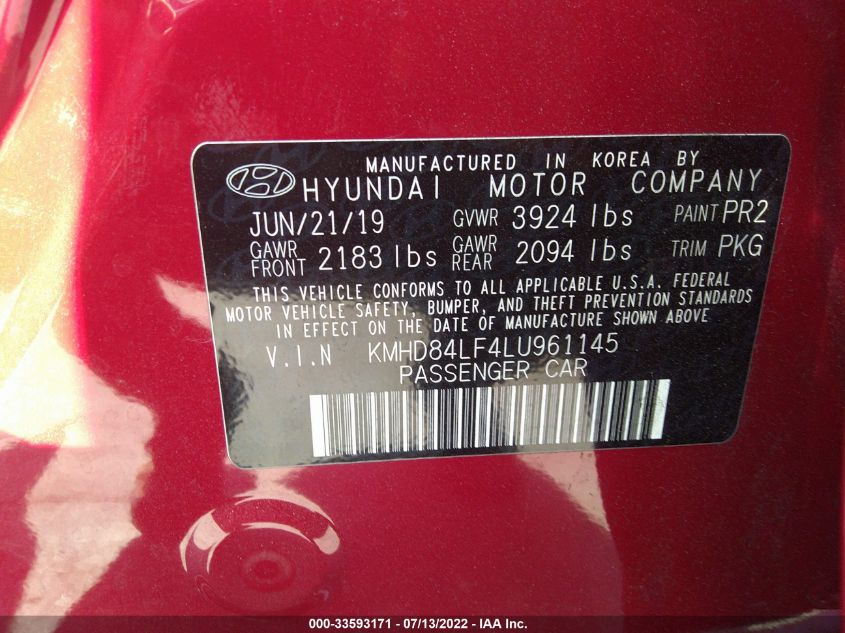 MANUFACTURED IN KOREA BY
HYUNDAI MOTOR COMPANY
JUN/21/19 GVWR 3924 lbs PAINT PR2
GAWR FRONT 2183 lbs GAWR REAR 2094 lbs TRIM PKG
THIS VEHICLE CONFORMS TO ALL APPLICABLE U.S.A. FEDERAL
MOTOR VEHICLE SAFETY, BUMPER, AND THEFT PREVENTION STANDARDS
IN EFFECT ON THE DATE OF MANUFACTURE SHOWN ABOVE
V.I.N KMHD84LF4LU961145
PASSENGER CAR
000-33593171 - 07/13/2022 - IAA Inc.